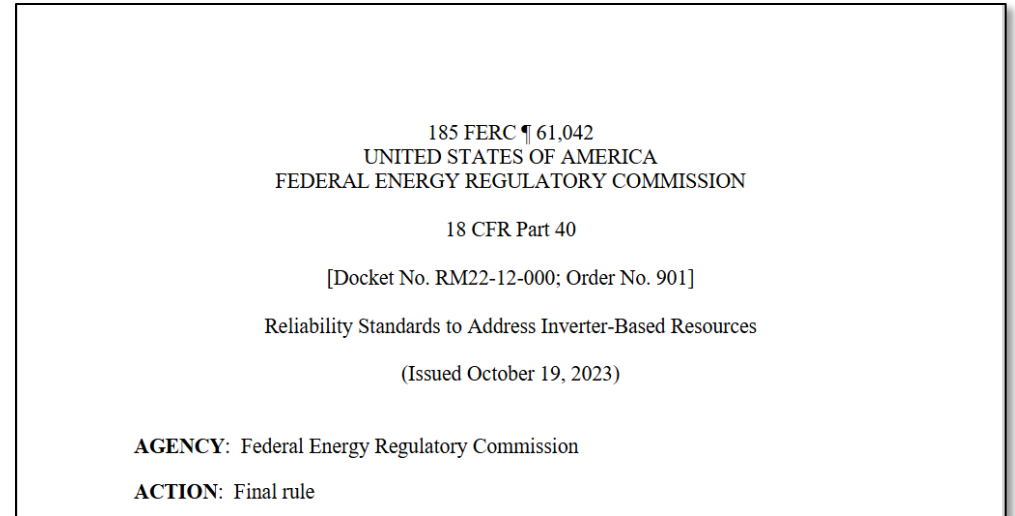 185 FERC ¶ 61,042
UNITED STATES OF AMERICA
FEDERAL ENERGY REGULATORY COMMISSION
18 CFR Part 40
[Docket No. RM22-12-000; Order No. 901]
Reliability Standards to Address Inverter-Based Resources
(Issued October 19, 2023)
AGENCY: Federal Energy Regulatory Commission
ACTION: Final rule